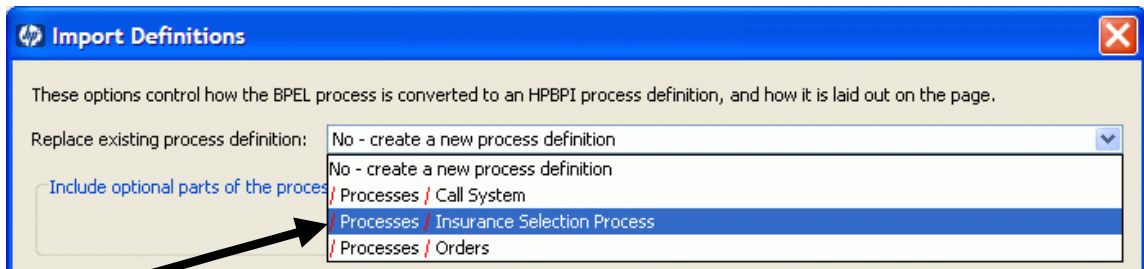 hp Import Definitions
These options control how the BPEL process is converted to an HPBPI process definition, and how it is laid out on the page.
Replace existing process definition: No - create a new process definition
No - create a new process definition
/ Processes / Call System
Include optional parts of the proces
/ Processes / Insurance Selection Process
/ Processes / Orders